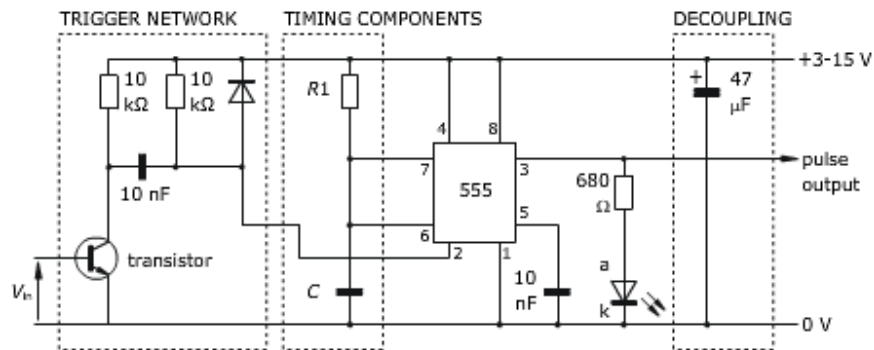 TRIGGER NETWORK
TIMING COMPONENTS
DECOUPLING
+3-15 V
10
kΩ
10
kΩ
R1
+
47
μF
4
8
7
3
555
pulse
output
10 nF
680
Ω
6
5
2
1
transistor
Vin
C
10
nF
a
k
0 V